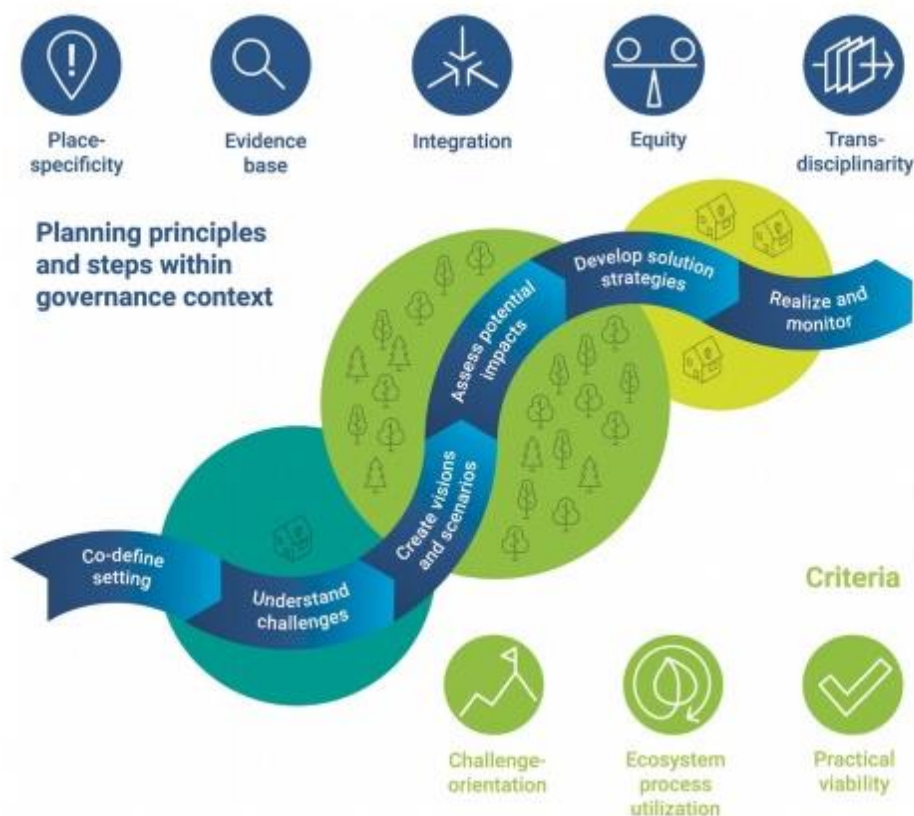 Place-
specificity
Evidence
base
Integration
Equity
Trans-
disciplinarity
Planning principles
and steps within
governance context
Co-define
setting
Understand
challenges
Create visions
and scenarios
Assess potential
impacts
Develop solution
strategies
Realize and
monitor
Criteria
Challenge-
orientation
Ecosystem
process
utilization
Practical
viability